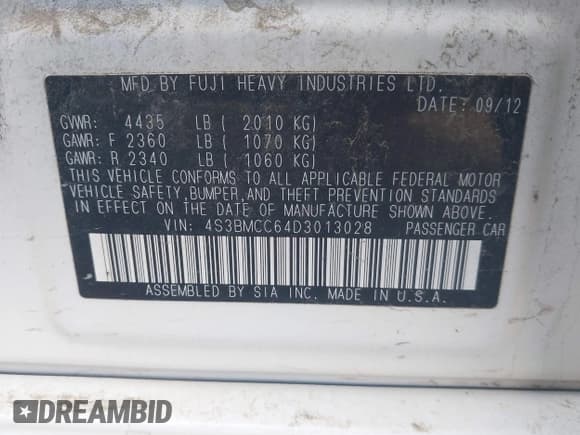 MFD BY FUJI HEAVY INDUSTRIES LTD.
DATE: 09/12
GVWR: 4435 LB ( 2010 KG)
GAWR: F 2360 LB ( 1070 KG)
GAWR: R 2340 LB ( 1060 KG)
THIS VEHICLE CONFORMS TO ALL APPLICABLE FEDERAL MOTOR
VEHICLE SAFETY,BUMPER,AND THEFT PREVENTION STANDARDS
IN EFFECT ON THE DATE OF MANUFACTURE SHOWN ABOVE.
VIN: 4S3BMCC64D3013028 PASSENGER CAR
ASSEMBLED BY SIA INC. MADE IN U.S.A.
DREAMBID